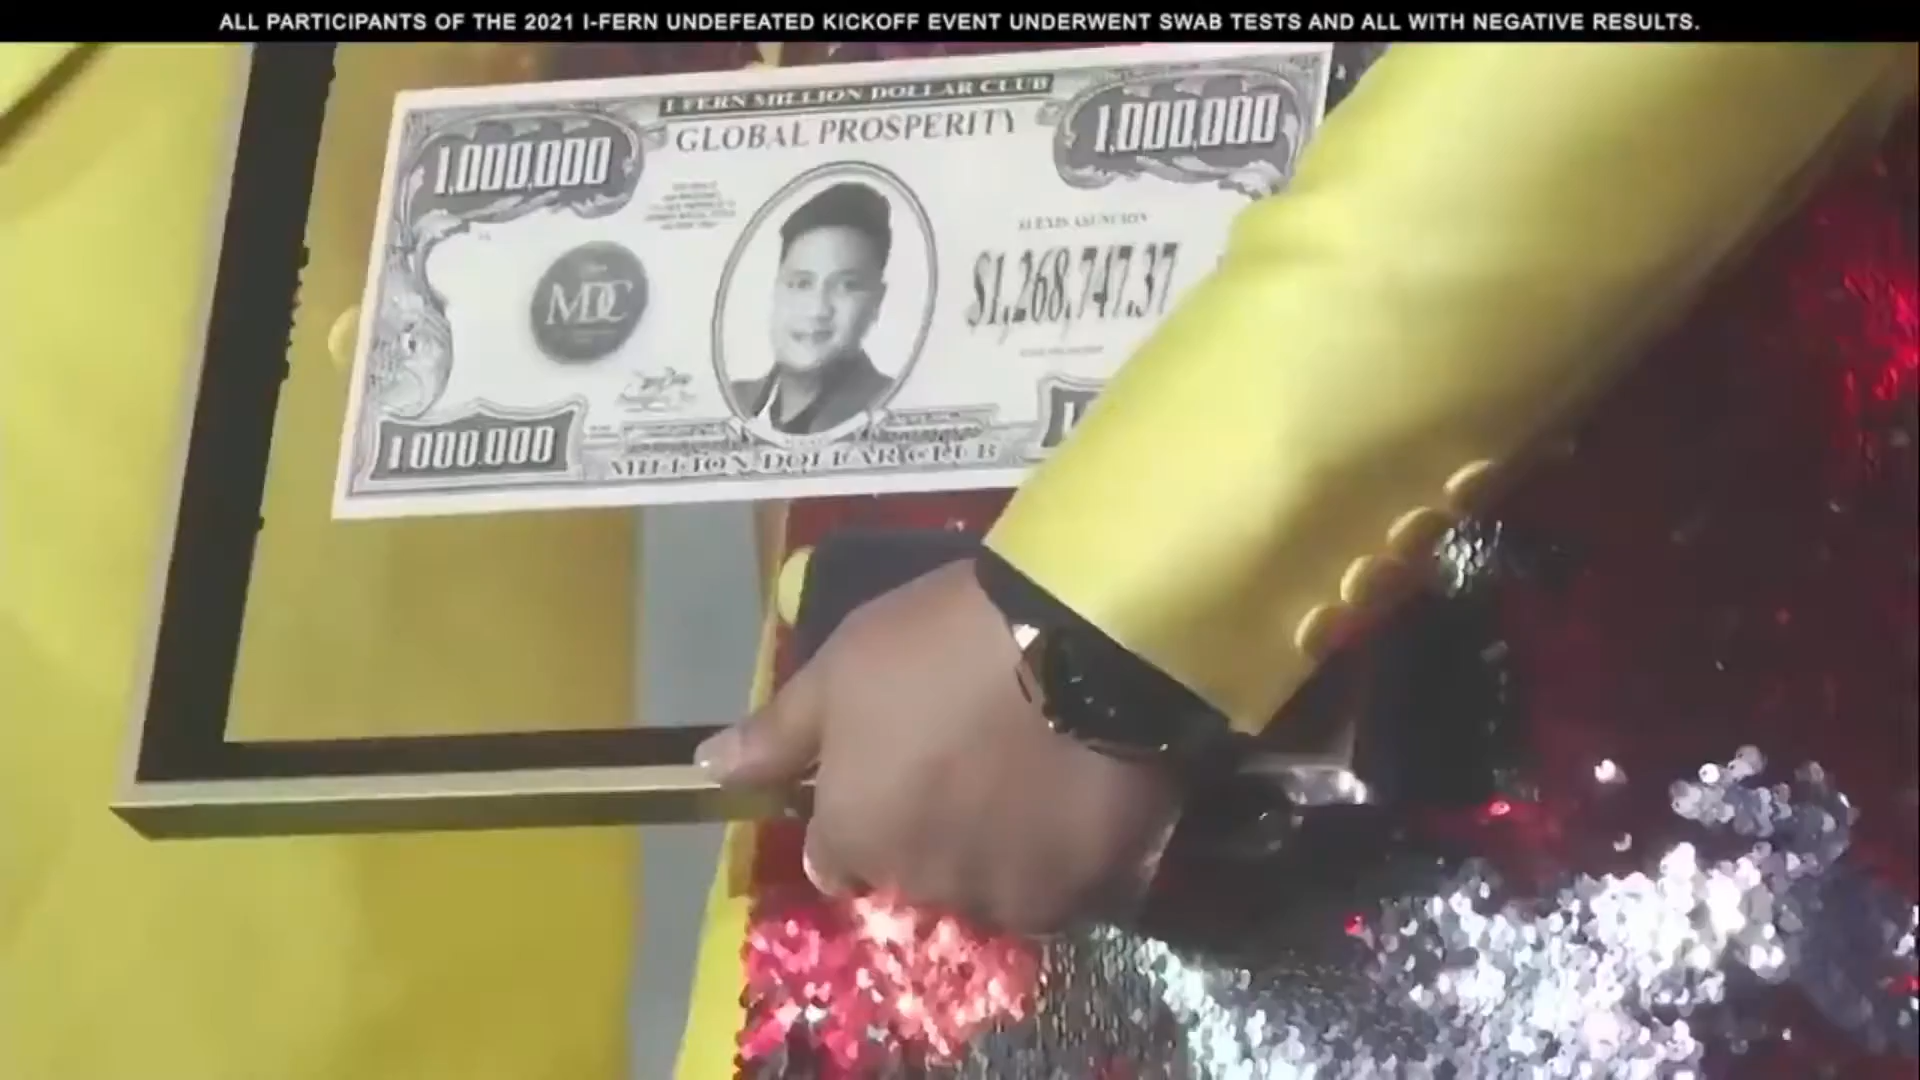 ALL PARTICIPANTS OF THE 2021 I-FERN UNDEFEATED KICKOFF EVENT UNDERWENT SWAB TESTS AND ALL WITH NEGATIVE RESULTS.
I FERN MILLION DOLLAR CLUB
GLOBAL PROSPERITY
1,000,000
1,000,000
ALEXIS ASUNCION
$1,268,747.37
MDC
1 000.000
MILLION DOLLAR CLUB